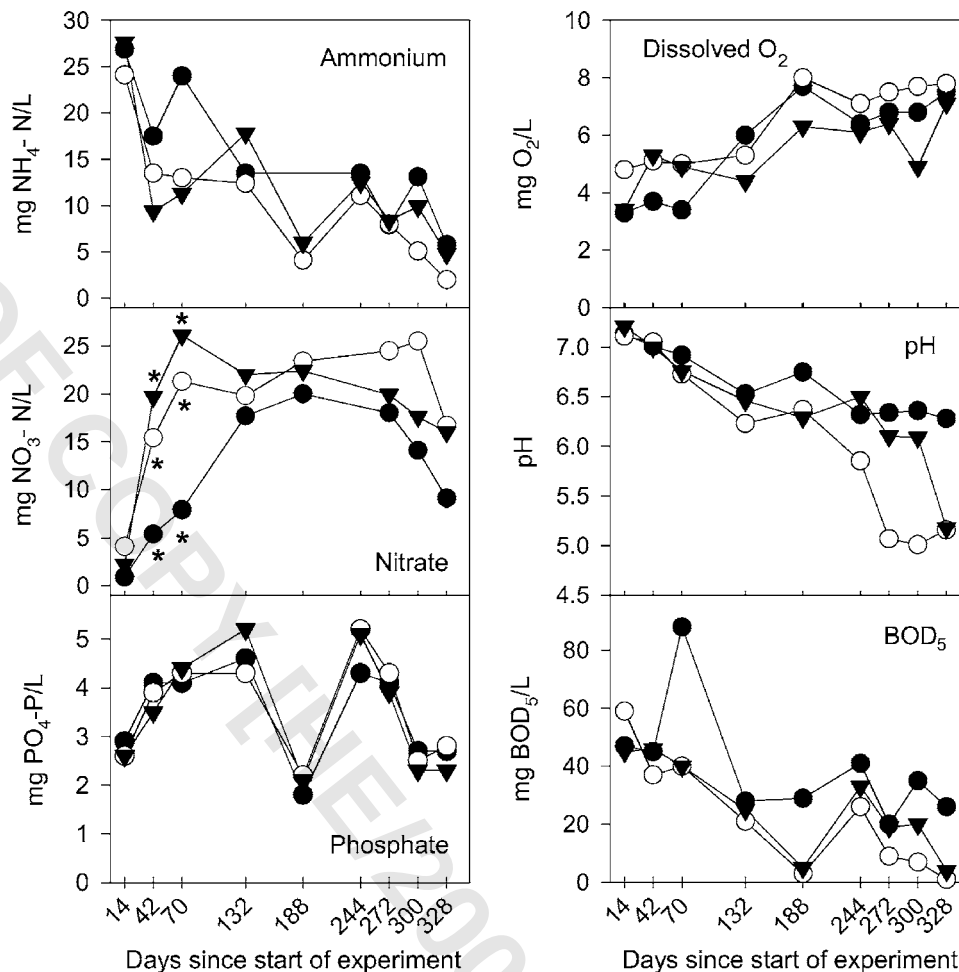 Ammonium
mg NH4- N/L
30
25
20
15
10
5
0
Dissolved O2
mg O2/L
10
8
6
4
2
0
Nitrate
mg NO3- N/L
25
20
15
10
5
0
* * * * * *
pH
pH
7.0
6.5
6.0
5.5
5.0
4.5
Phosphate
mg PO4-P/L
5
4
3
2
1
0
14 42 70 132 188 244 272 300 328
Days since start of experiment
BOD5
mg BOD5/L
80
60
40
20
0
14 42 70 132 188 244 272 300 328
Days since start of experiment
OF COPY [HE/200